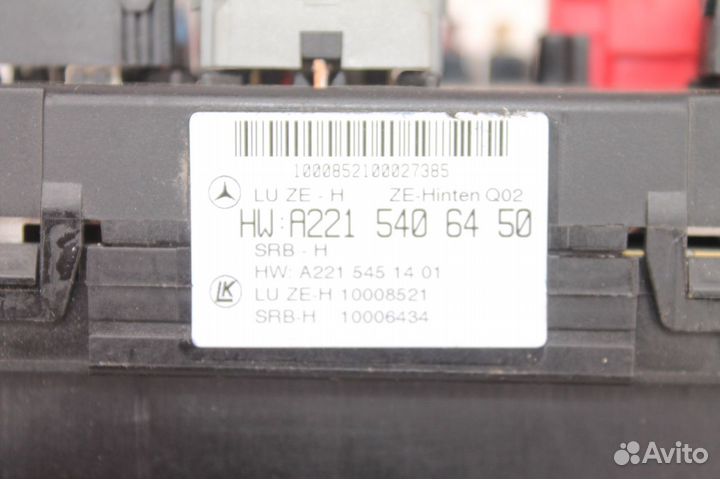 1000852100027385
LU ZE - H ZE-Hinten Q02
HW: A221 540 64 50
SRB - H
HW: A221 545 14 01
LK LU ZE-H 10008521
SRB-H 10006434
Avito